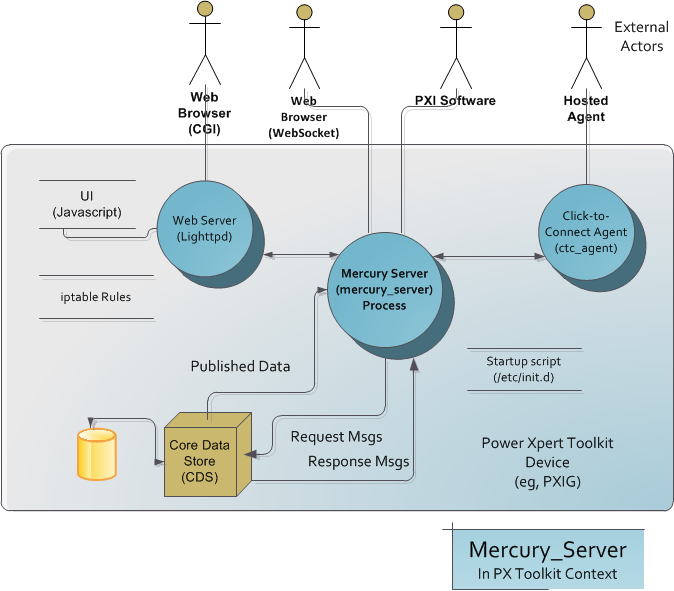 External
Actors
Web
Browser
(CGI)
Web
Browser
(WebSocket)
PXI Software
Hosted
Agent
UI
(Javascript)
Web Server
(Lighttpd)
Click-to-
Connect Agent
(ctc_agent)
iptable Rules
Mercury Server
(mercury_server)
Process
Published Data
Startup script
(/etc/init.d)
Core Data
Store
(CDS)
Request Msgs
Response Msgs
Power Xpert Toolkit
Device
(eg, PXIG)
Mercury_Server
In PX Toolkit Context